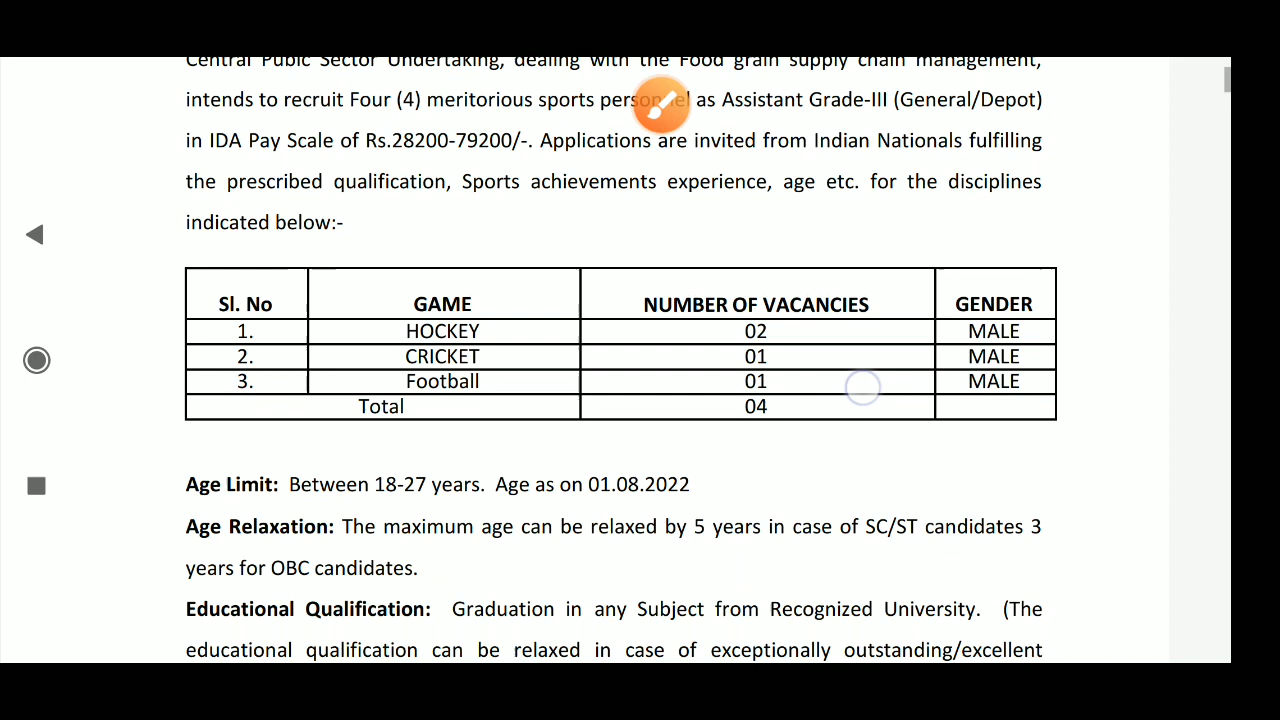 Central Pubic Sector Undertaking, dealing with the Food grain supply chain management,
intends to recruit Four (4) meritorious sports personnel as Assistant Grade-III (General/Depot)
in IDA Pay Scale of Rs.28200-79200/-. Applications are invited from Indian Nationals fulfilling
the prescribed qualification, Sports achievements experience, age etc. for the disciplines
indicated below:-
Sl. No GAME NUMBER OF VACANCIES GENDER
1. HOCKEY 02 MALE
2. CRICKET 01 MALE
3. Football 01 MALE
Total 04
Age Limit: Between 18-27 years. Age as on 01.08.2022
Age Relaxation: The maximum age can be relaxed by 5 years in case of SC/ST candidates 3
years for OBC candidates.
Educational Qualification: Graduation in any Subject from Recognized University. (The
educational qualification can be relaxed in case of exceptionally outstanding/excellent